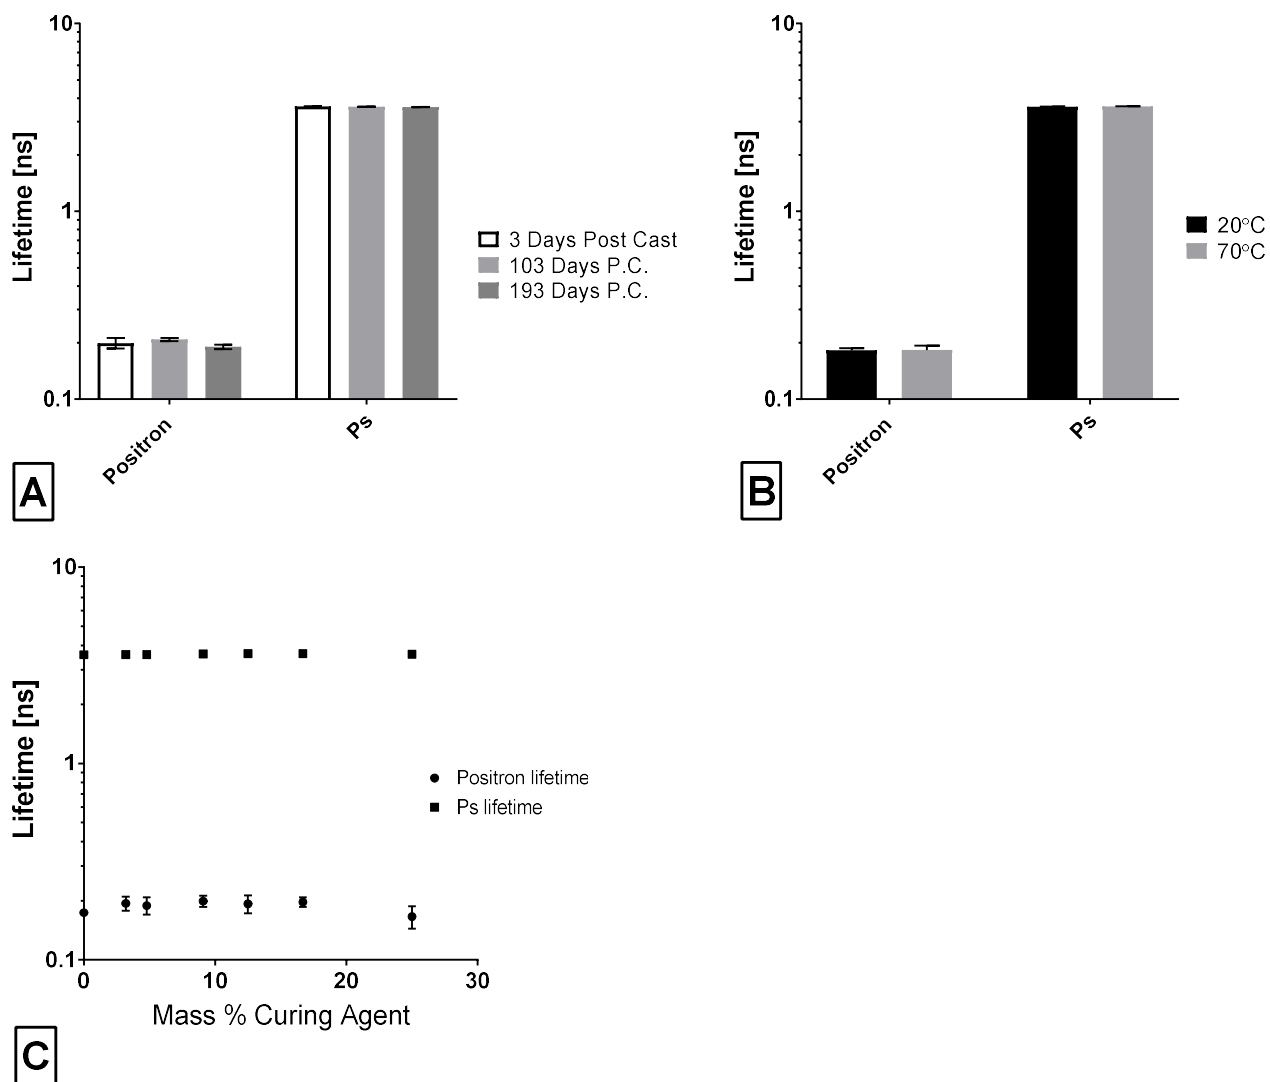 10
1
0.1
Lifetime [ns]
Positron
Ps
3 Days Post Cast
103 Days P.C.
193 Days P.C.
A
10
1
0.1
Lifetime [ns]
Positron
Ps
20°C
70°C
B
10
1
0.1
Lifetime [ns]
0 10 20 30
Mass % Curing Agent
Positron lifetime
Ps lifetime
C